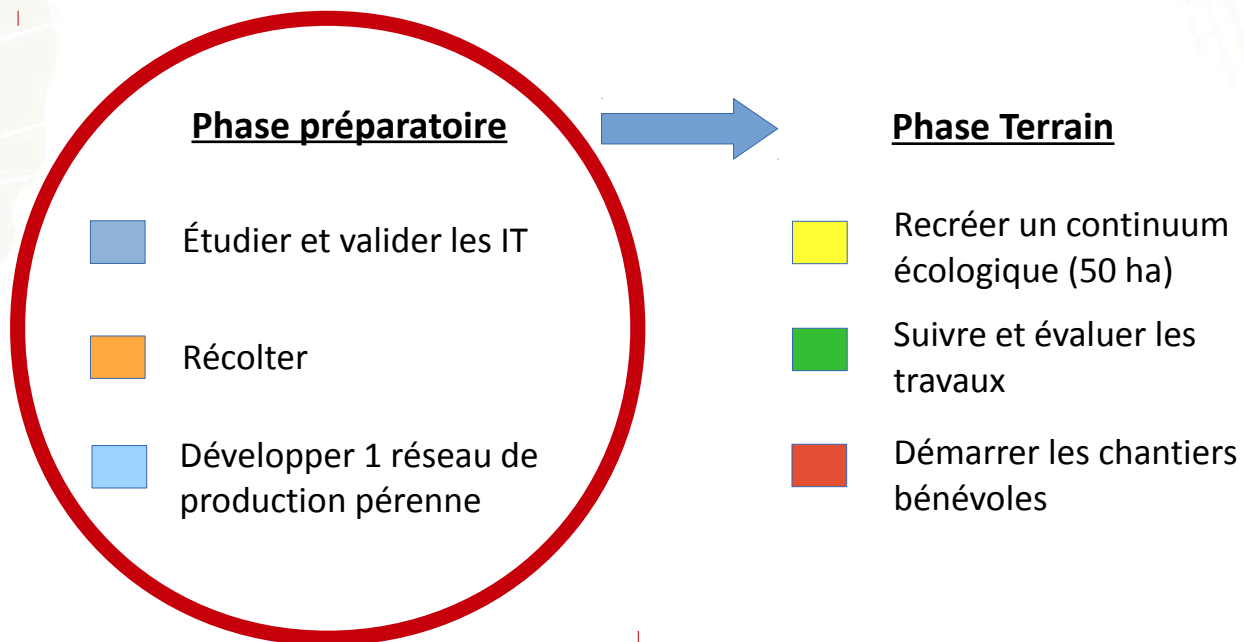 Phase préparatoire
Étudier et valider les IT
Récolter
Développer 1 réseau de
production pérenne
Phase Terrain
Recréer un continuum
écologique (50 ha)
Suivre et évaluer les
travaux
Démarrer les chantiers
bénévoles